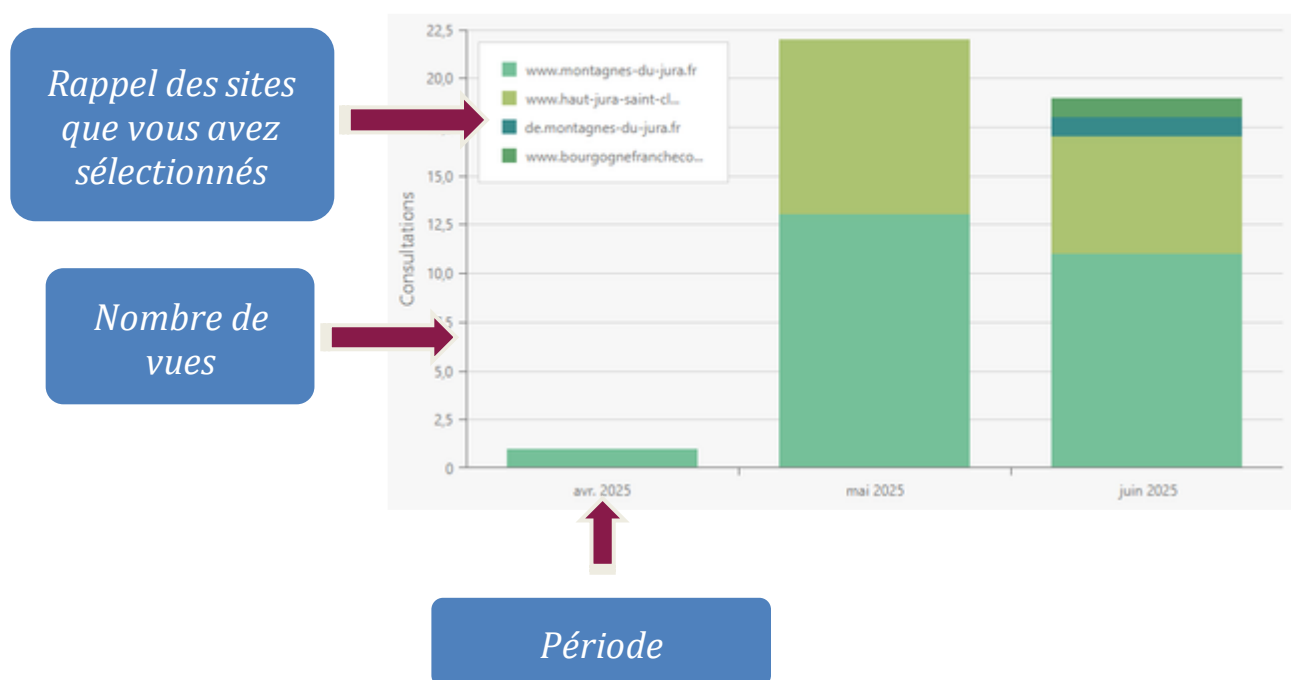 Rappel des sites
que vous avez
sélectionnés
Nombre de
vues
Période
22,5
20,0
15,0
12,5
10,0
5,0
2,5
0
Consultations
www.montagnes-du-jura.fr
www.haut-jura-saint-cl...
de.montagnes-du-jura.fr
www.bourgognefrancheco...
avr. 2025
mai 2025
juin 2025